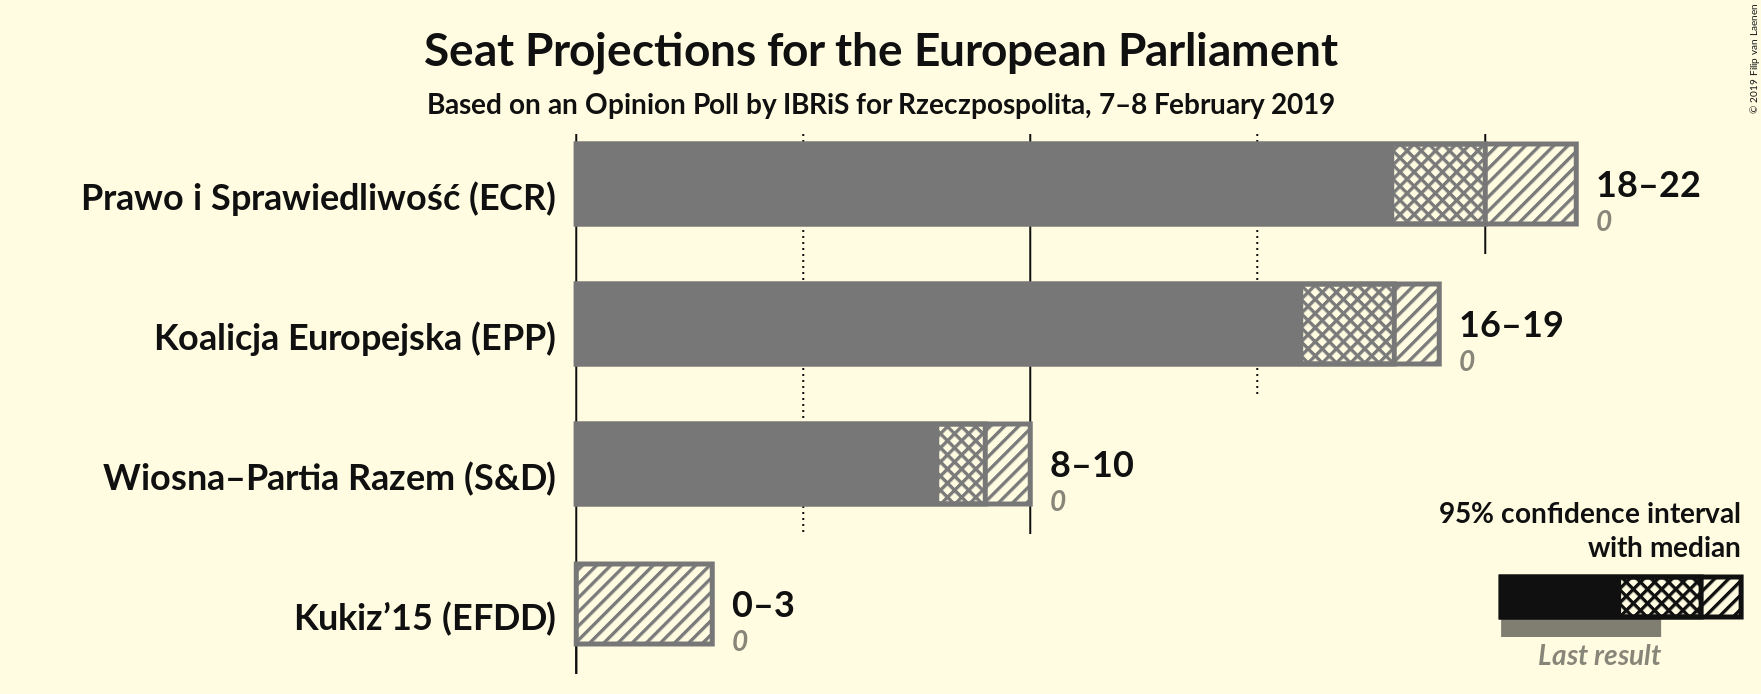 Seat Projections for the European Parliament
Based on an Opinion Poll by IBRiS for Rzeczpospolita, 7–8 February 2019
© 2019 Filip van Laenen
Prawo i Sprawiedliwość (ECR)
18–22
0
Koalicja Europejska (EPP)
16–19
0
Wiosna–Partia Razem (S&D)
8–10
0
Kukiz’15 (EFDD)
0–3
0
95% confidence interval
with median
Last result